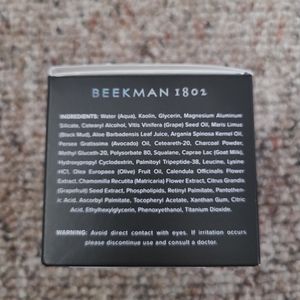 BEEKMAN 1802
INGREDIENTS: Water (Aqua), Kaolin, Glycerin, Magnesium Aluminum
Silicate, Cetearyl Alcohol, Vitis Vinifera (Grape) Seed Oil, Maris Limus
(Black Mud), Aloe Barbadensis Leaf Juice, Argania Spinosa Kernel Oil,
Persea Gratissima (Avocado) Oil, Ceteareth-20, Charcoal Powder,
Methyl Gluceth-20, Polysorbate 80, Squalane, Caprae Lac (Goat Milk),
Hydroxypropyl Cyclodextrin, Palmitoyl Tripeptide-38, Leucine, Lysine
HCl, Olea Europaea (Olive) Fruit Oil, Calendula Officinalis Flower
Extract, Chamomilla Recutita (Matricaria) Flower Extract, Citrus Grandis
(Grapefruit) Seed Extract, Phospholipids, Retinyl Palmitate, Pantothenic
Acid, Ascorbyl Palmitate, Tocopheryl Acetate, Xanthan Gum, Citric
Acid, Ethylhexylglycerin, Phenoxyethanol, Titanium Dioxide.
WARNING: Avoid direct contact with eyes. If irritation occurs
please discontinue use and consult a doctor.